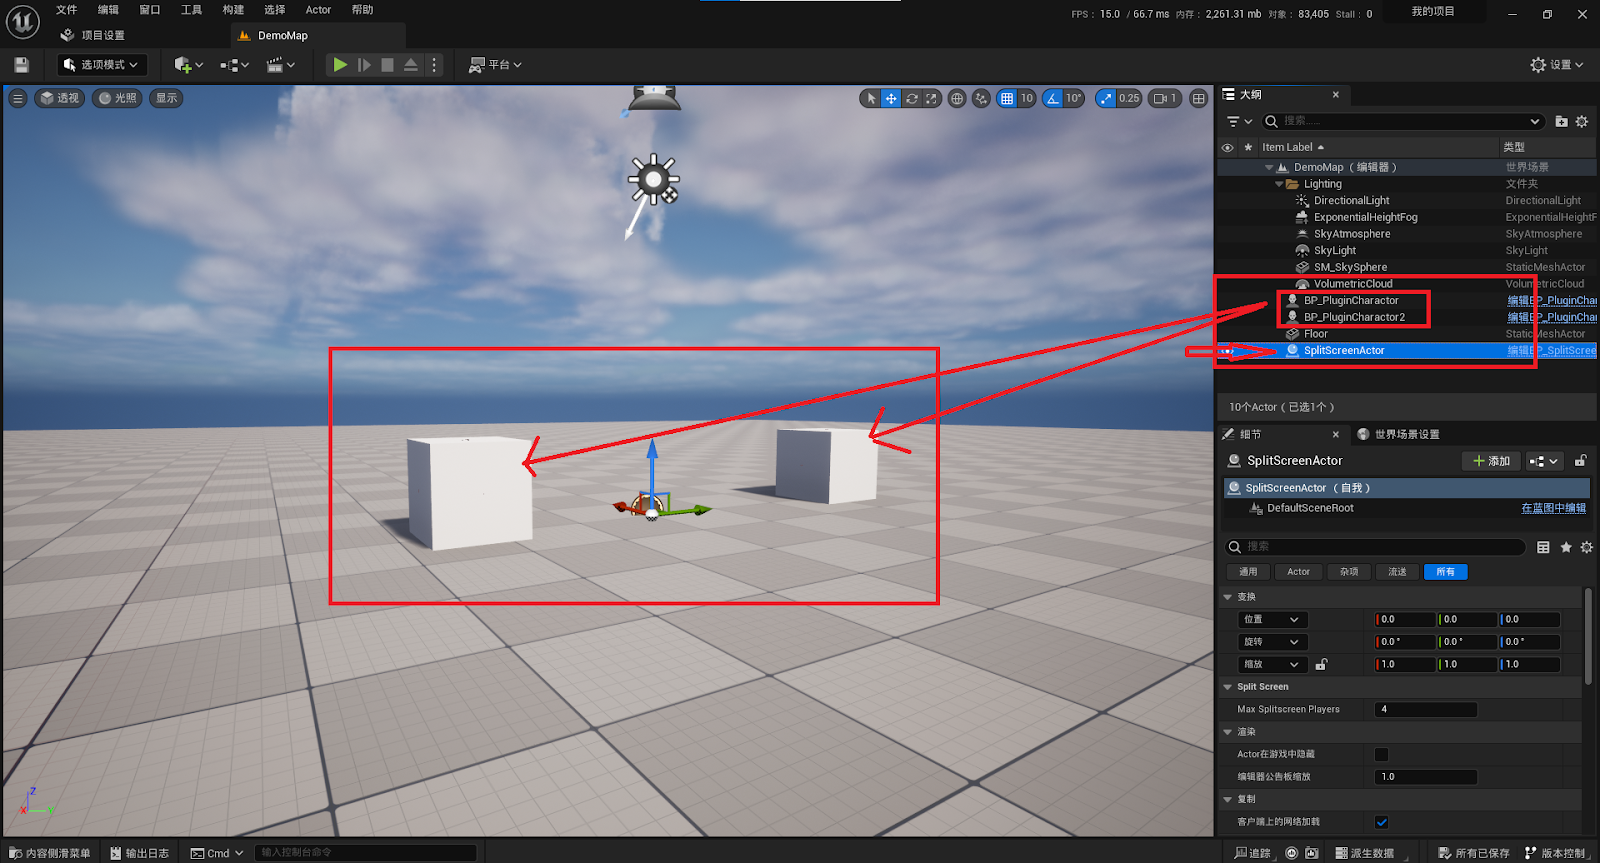 文件 编辑 窗口 工具 构建 选择 Actor 帮助
FPS： 15.0 / 66.7 ms 内存： 2,261.31 mb 对象： 83,405 Stall： 0
我的项目
项目设置
DemoMap
选项模式
平台
设置
透视 光照 显示
10 10° 0.25 1
大纲
搜索......
Item Label 类型
DemoMap（编辑器） 世界场景
Lighting 文件夹
DirectionalLight DirectionalLight
ExponentialHeightFog ExponentialHeightF
SkyAtmosphere SkyAtmosphere
SkyLight SkyLight
SM_SkySphere StaticMeshActor
VolumetricCloud VolumetricCloud
BP_PluginCharactor 编辑BP_PluginChar
BP_PluginCharactor2 编辑BP_PluginChar
Floor StaticMeshActor
SplitScreenActor 编辑BP_SplitScree
10个Actor（已选1个）
细节
世界场景设置
SplitScreenActor
添加
SplitScreenActor （自我）
DefaultSceneRoot 在蓝图中编辑
搜索
通用 Actor 杂项 流送 所有
变换
位置 0.0 0.0 0.0
旋转 0.0 ° 0.0 ° 0.0 °
缩放 1.0 1.0 1.0
Split Screen
Max Splitscreen Players 4
渲染
Actor在游戏中隐藏
编辑器公告板缩放 1.0
复制
客户端上的网络加载
Z
X Y
内容侧滑菜单 输出日志 Cmd 输入控制台命令
追踪 派生数据 所有已保存 版本控制